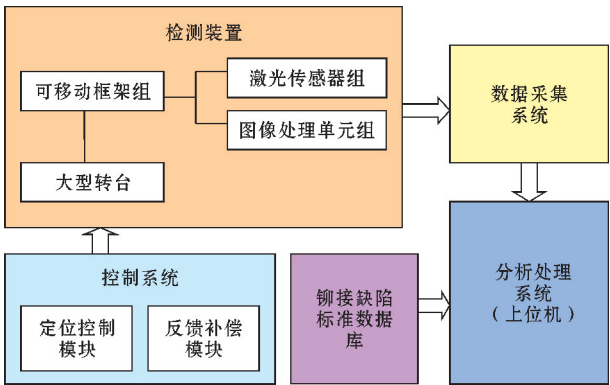 检测装置
可移动框架组
激光传感器组
图像处理单元组
大型转台
数据采集
系统
控制系统
定位控制
模块
反馈补偿
模块
铆接缺陷
标准数据
库
分析处理
系统
（上位机）